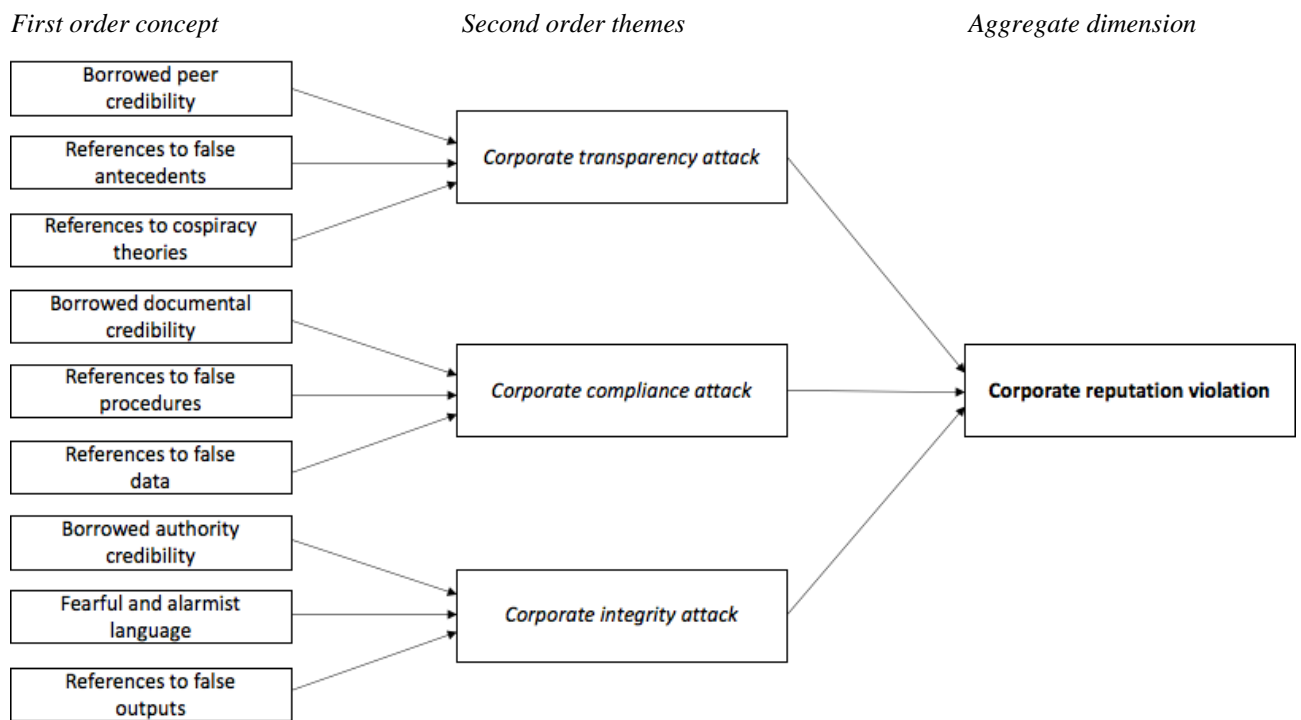 First order concept
Second order themes
Aggregate dimension
Borrowed peer
credibility
References to false
antecedents
References to cospiracy
theories
Corporate transparency attack
Borrowed documental
credibility
References to false
procedures
References to false
data
Corporate compliance attack
Borrowed authority
credibility
Fearful and alarmist
language
References to false
outputs
Corporate integrity attack
Corporate reputation violation